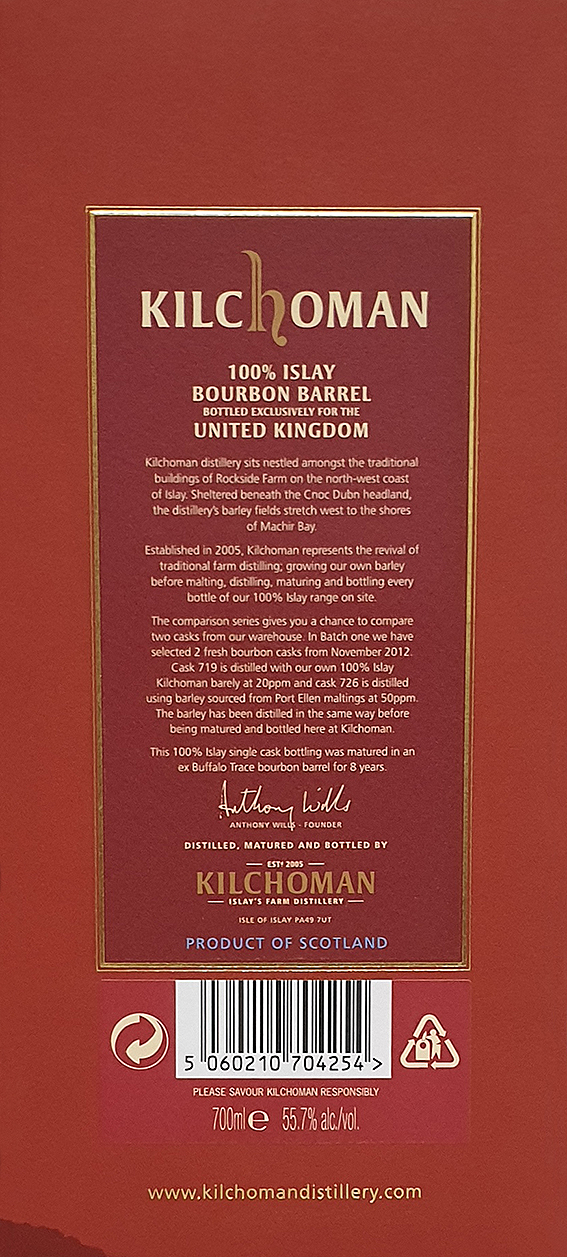 KILCHOMAN
100% ISLAY
BOURBON BARREL
BOTTLED EXCLUSIVELY FOR THE
UNITED KINGDOM
Kilchoman distillery sits nestled amongst the traditional
buildings of Rockside Farm on the north-west coast
of Islay. Sheltered beneath the Cnoc Dubn headland,
the distillery's barley fields stretch west to the shores
of Machir Bay.
Established in 2005, Kilchoman represents the revival of
traditional farm distilling; growing our own barley
before malting, distilling, maturing and bottling every
bottle of our 100% Islay range on site.
The comparison series gives you a chance to compare
two casks from our warehouse. In Batch one we have
selected 2 fresh bourbon casks from November 2012.
Cask 719 is distilled with our own 100% Islay
Kilchoman barely at 20ppm and cask 726 is distilled
using barley sourced from Port Ellen maltings at 50ppm.
The barley has been distilled in the same way before
being matured and bottled here at Kilchoman.
This 100% Islay single cask bottling was matured in an
ex Buffalo Trace bourbon barrel for 8 years.
Anthony Wills
ANTHONY WILLS - FOUNDER
DISTILLED, MATURED AND BOTTLED BY
ESTD 2005
KILCHOMAN
ISLAY'S FARM DISTILLERY
ISLE OF ISLAY PA49 7UT
PRODUCT OF SCOTLAND
5 060210 704254 >
PLEASE SAVOUR KILCHOMAN RESPONSIBLY
700ml e 55.7% alc./vol.
www.kilchomandistillery.com